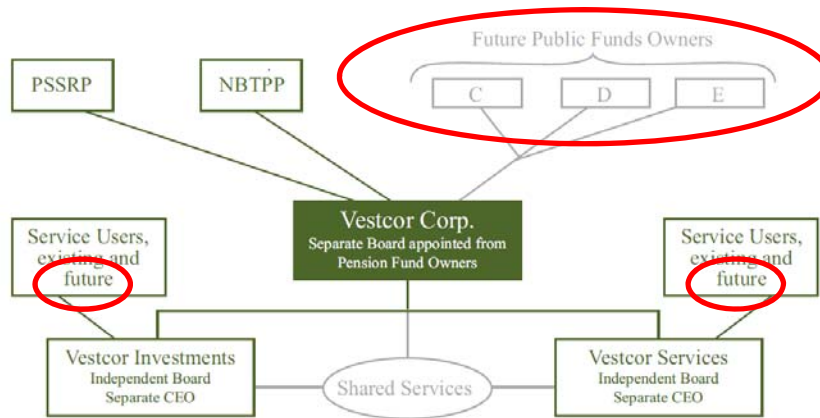 Future Public Funds Owners
PSSRP
NBTPP
C
D
E
Vestcor Corp.
Separate Board appointed from
Pension Fund Owners
Service Users,
existing and
future
Service Users,
existing and
future
Vestcor Investments
Independent Board
Separate CEO
Shared Services
Vestcor Services
Independent Board
Separate CEO